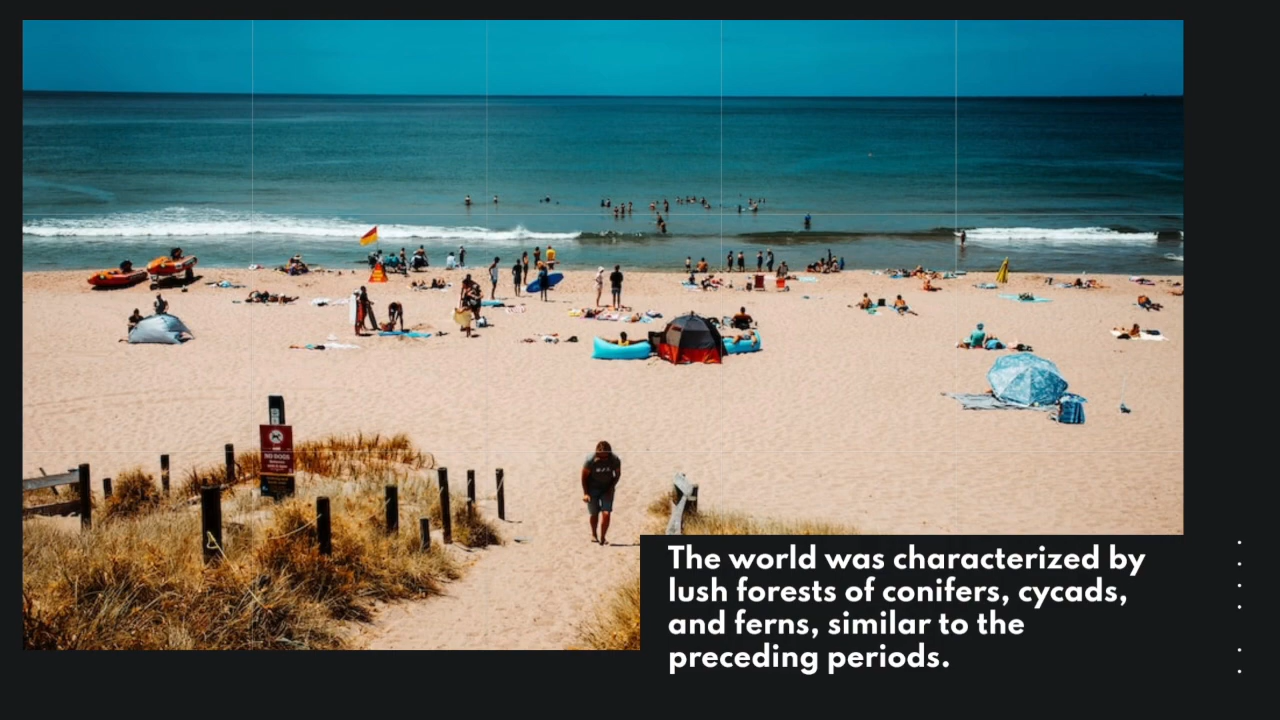 NO DOGS
The world was characterized by
lush forests of conifers, cycads,
and ferns, similar to the
preceding periods.